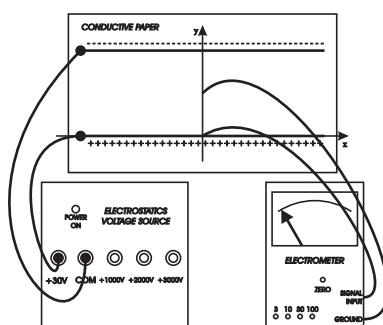 CONDUCTIVE PAPER
y
x
POWER
ON
ELECTROSTATICS
VOLTAGE SOURCE
+30V COM +1000V +2000V +3000V
ELECTROMETER
ZERO
SIGNAL
INPUT
3 10 30 100
GROUND